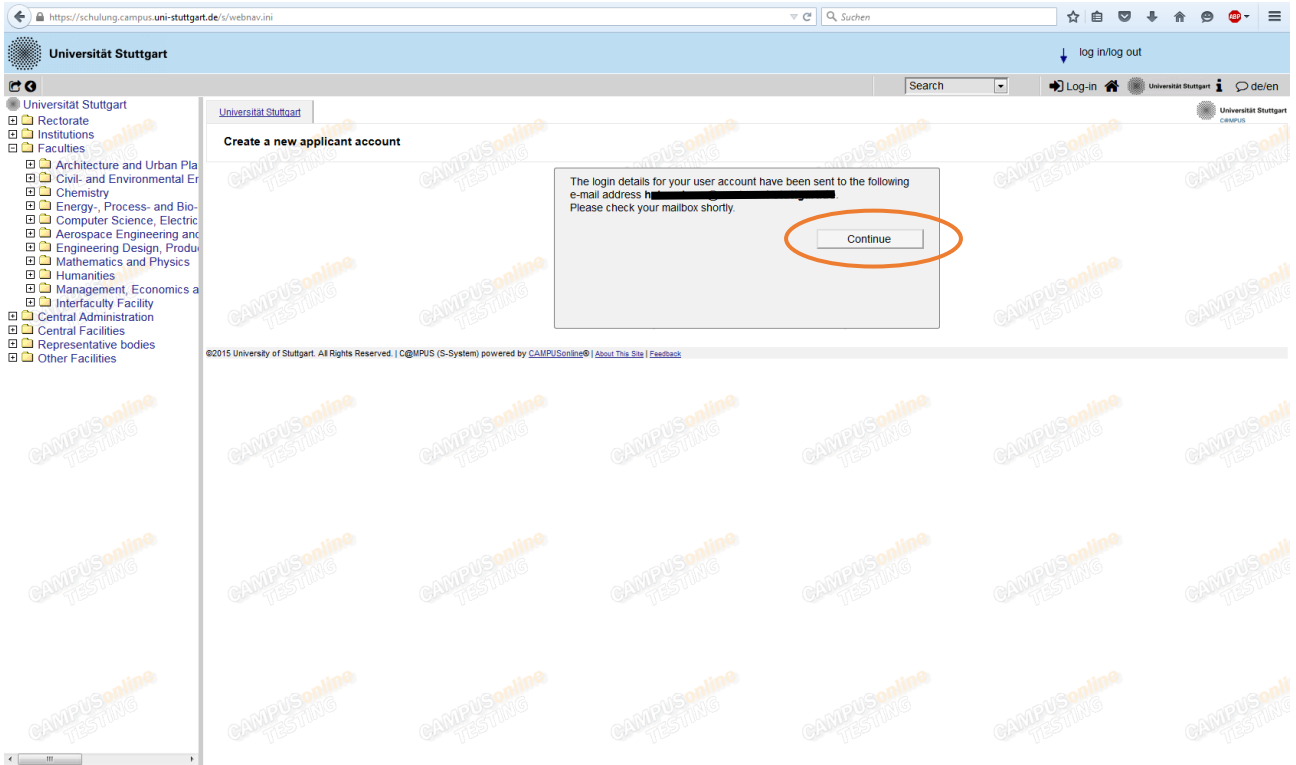 https://schulung.campus.uni-stuttgart.de/s/webnav.ini
Suchen
ABP
Universität Stuttgart
log in/log out
Search
Log-in
Universität Stuttgart
de/en
Universität Stuttgart
Rectorate
Institutions
Faculties
Architecture and Urban Pla
Civil- and Environmental Er
Chemistry
Energy-, Process- and Bio-
Computer Science, Electric
Aerospace Engineering and
Engineering Design, Produ
Mathematics and Physics
Humanities
Management, Economics a
Interfaculty Facility
Central Administration
Central Facilities
Representative bodies
Other Facilities
Universität Stuttgart
Universität Stuttgart
C@MPUS
Create a new applicant account
The login details for your user account have been sent to the following
e-mail address
Please check your mailbox shortly.
Continue
©2015 University of Stuttgart. All Rights Reserved. | C@MPUS (S-System) powered by CAMPUSonline® | About This Site | Feedback
CAMPUSonline
TESTING